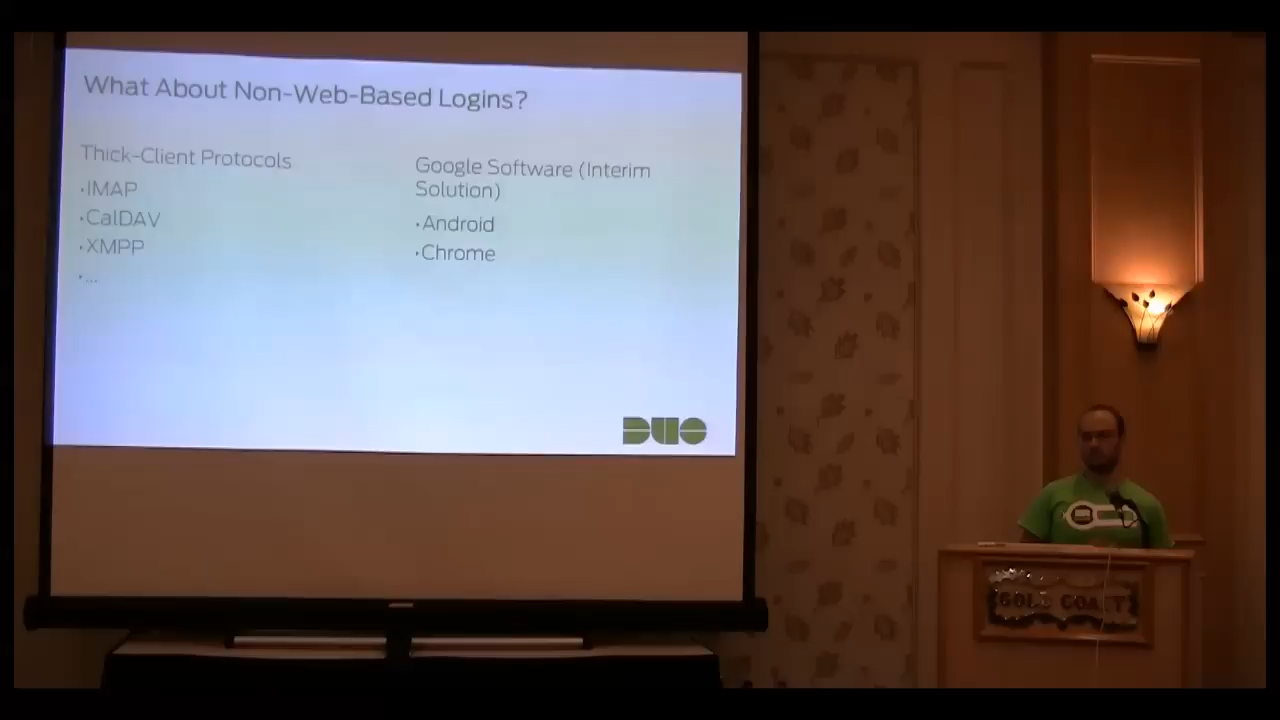 What About Non-Web-Based Logins?
Thick-Client Protocols
·IMAP
·CalDAV
·XMPP
·...
Google Software (Interim
Solution)
·Android
·Chrome
DUO
GOLD COAST